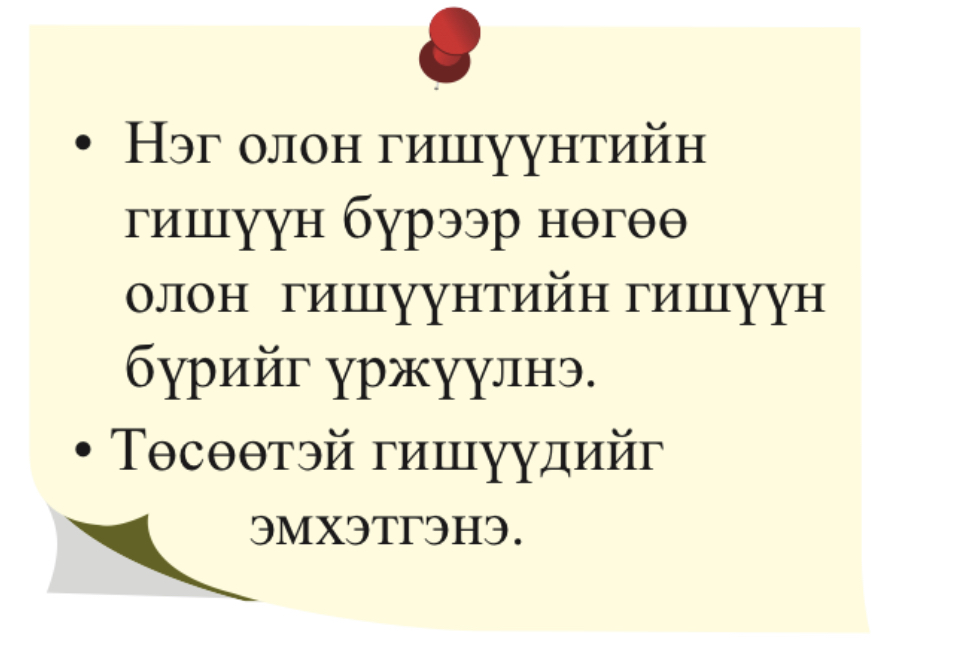 • Нэг олон гишүүнтийн
гишүүн бүрээр нөгөө
олон гишүүнтийн гишүүн
бүрийг үржүүлнэ.
• Төсөөтэй гишүүдийг
эмхэтгэнэ.